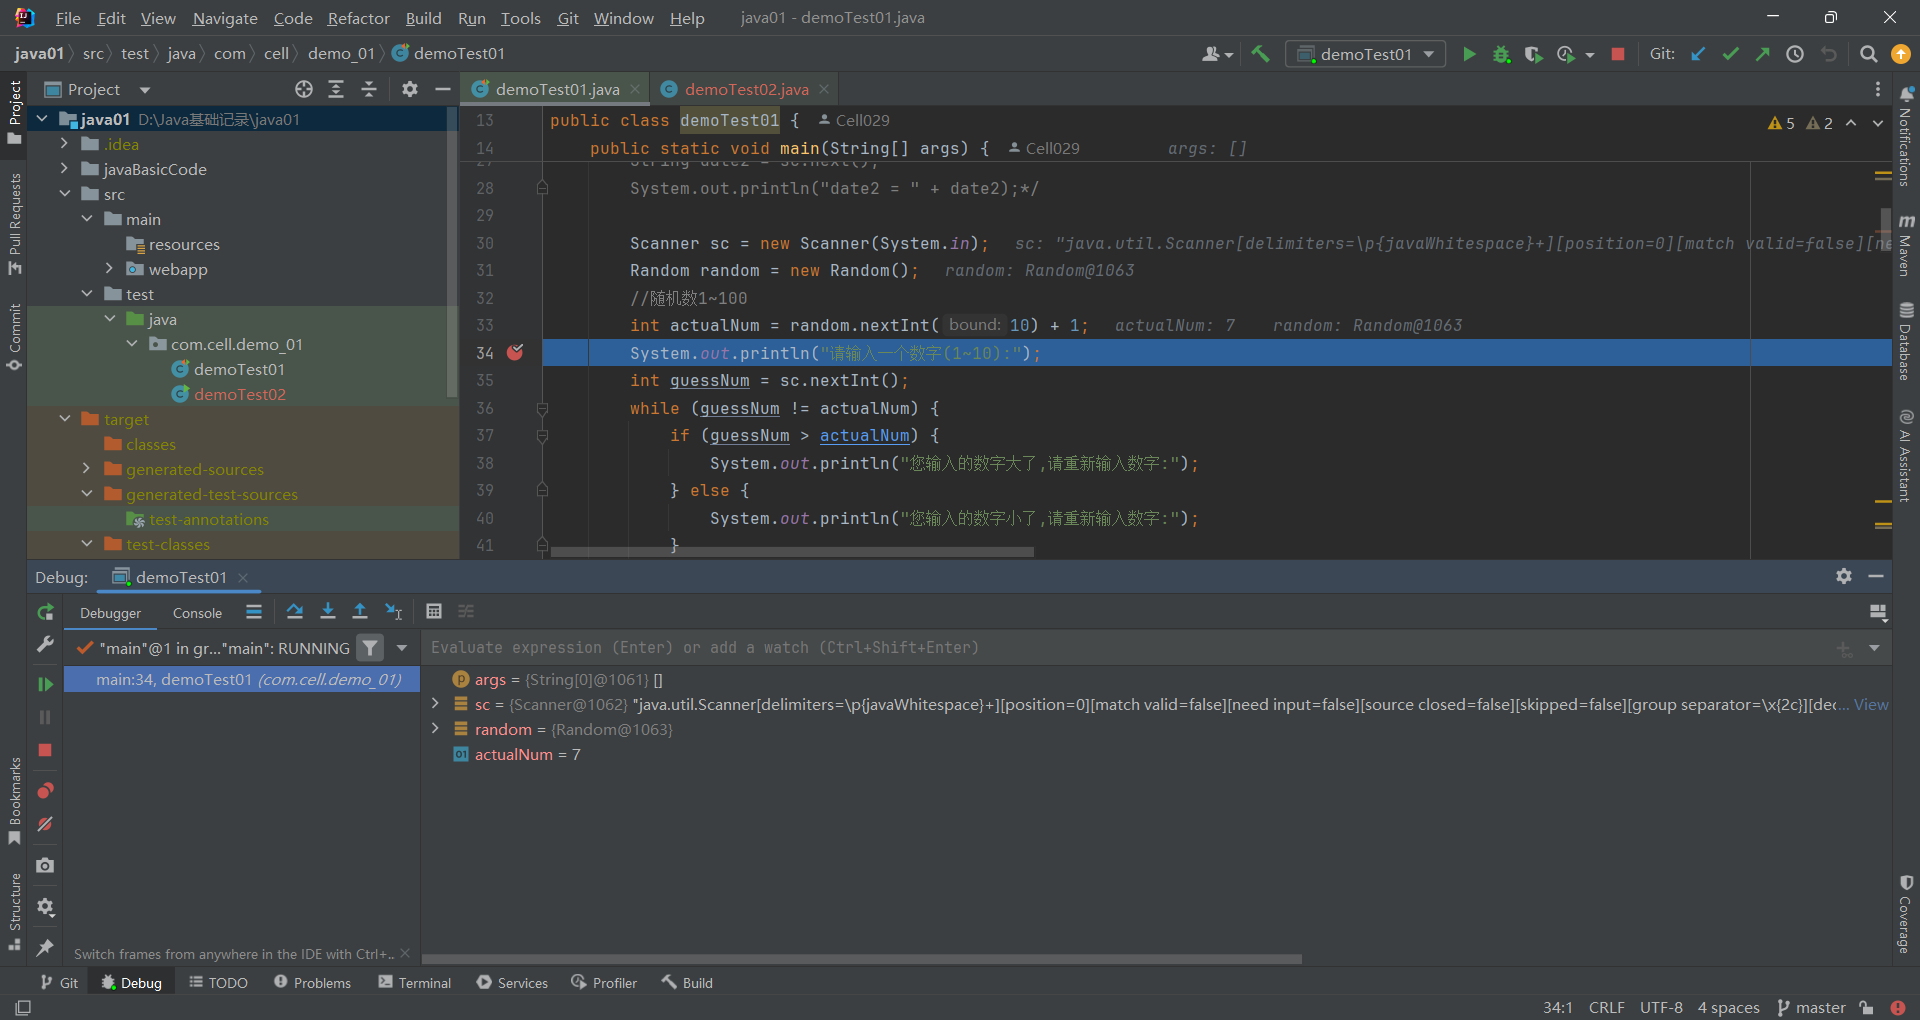 File Edit View Navigate Code Refactor Build Run Tools Git Window Help java01 - demoTest01.java
java01 src test java com cell demo_01 demoTest01
demoTest01
Git:
Project
demoTest01.java
demoTest02.java
Project
Pull Requests
Commit
Bookmarks
Structure
java01 D:\Java基础记录\java01
.idea
javaBasicCode
src
main
resources
webapp
test
java
com.cell.demo_01
demoTest01
demoTest02
target
classes
generated-sources
generated-test-sources
test-annotations
test-classes
13 public class demoTest01 { Cell029
14 public static void main(String[] args) { Cell029 args: []
5 2
27 String date2 = sc.next();
28 System.out.println("date2 = " + date2);*/
29
30 Scanner sc = new Scanner(System.in); sc: "java.util.Scanner[delimiters=\p{javaWhitespace}+][position=0][match valid=false][ne
31 Random random = new Random(); random: Random@1063
32 //随机数1~100
33 int actualNum = random.nextInt( bound: 10) + 1; actualNum: 7 random: Random@1063
34 System.out.println("请输入一个数字(1~10):");
35 int guessNum = sc.nextInt();
36 while (guessNum != actualNum) {
37 if (guessNum > actualNum) {
38 System.out.println("您输入的数字大了,请重新输入数字:");
39 } else {
40 System.out.println("您输入的数字小了,请重新输入数字:");
41 }
Notifications
Maven
Database
AI Assistant
Coverage
Debug: demoTest01
Debugger Console
"main"@1 in gr..."main": RUNNING
main:34, demoTest01 (com.cell.demo_01)
Evaluate expression (Enter) or add a watch (Ctrl+Shift+Enter)
p args = {String[0]@1061} []
sc = {Scanner@1062} "java.util.Scanner[delimiters=\p{javaWhitespace}+][position=0][match valid=false][need input=false][source closed=false][skipped=false][group separator=\x{2c}][dec... View
random = {Random@1063}
01 actualNum = 7
Switch frames from anywhere in the IDE with Ctrl+..
Git Debug TODO Problems Terminal Services Profiler Build
34:1 CRLF UTF-8 4 spaces master